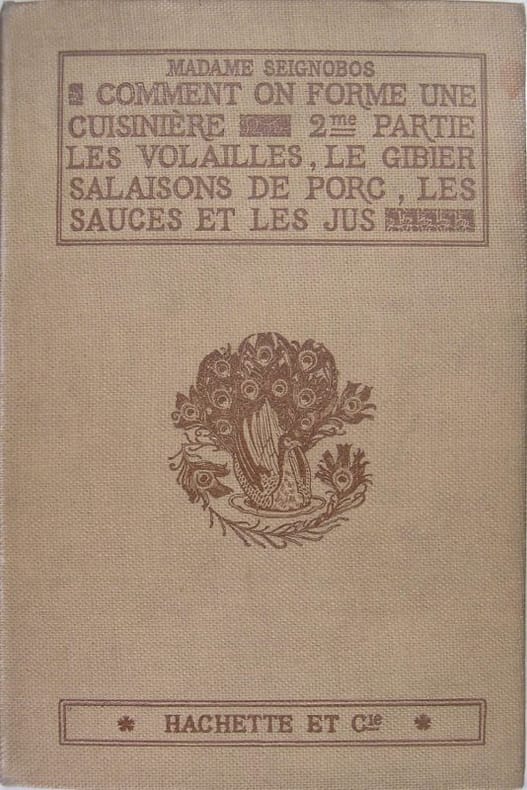 MADAME SEIGNOBOS
COMMENT ON FORME UNE
CUISINIÈRE 2me PARTIE
LES VOLAILLES, LE GIBIER
SALAISONS DE PORC, LES
SAUCES ET LES JUS
HACHETTE ET Cie